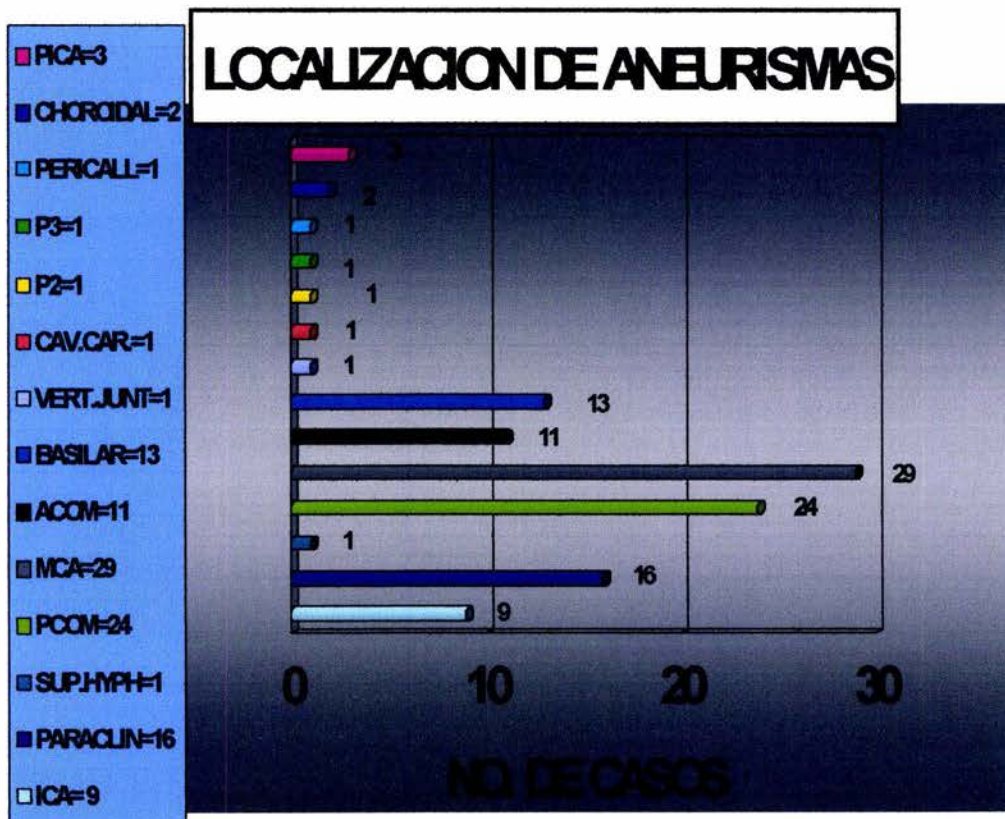 LOCALIZACION DE ANEURISMAS
PICA=3
CHOROIDAL=2
PERICALL=1
P3=1
P2=1
CAV.CAR.=1
VERT.JUNT=1
BASILAR=13
ACOM=11
MCA=29
PCOM=24
SUP.HYPH=1
PARACLIN=16
ICA=9
3
2
1
1
1
1
1
13
11
29
24
1
16
9
0 10 20 30
NO. DE CASOS